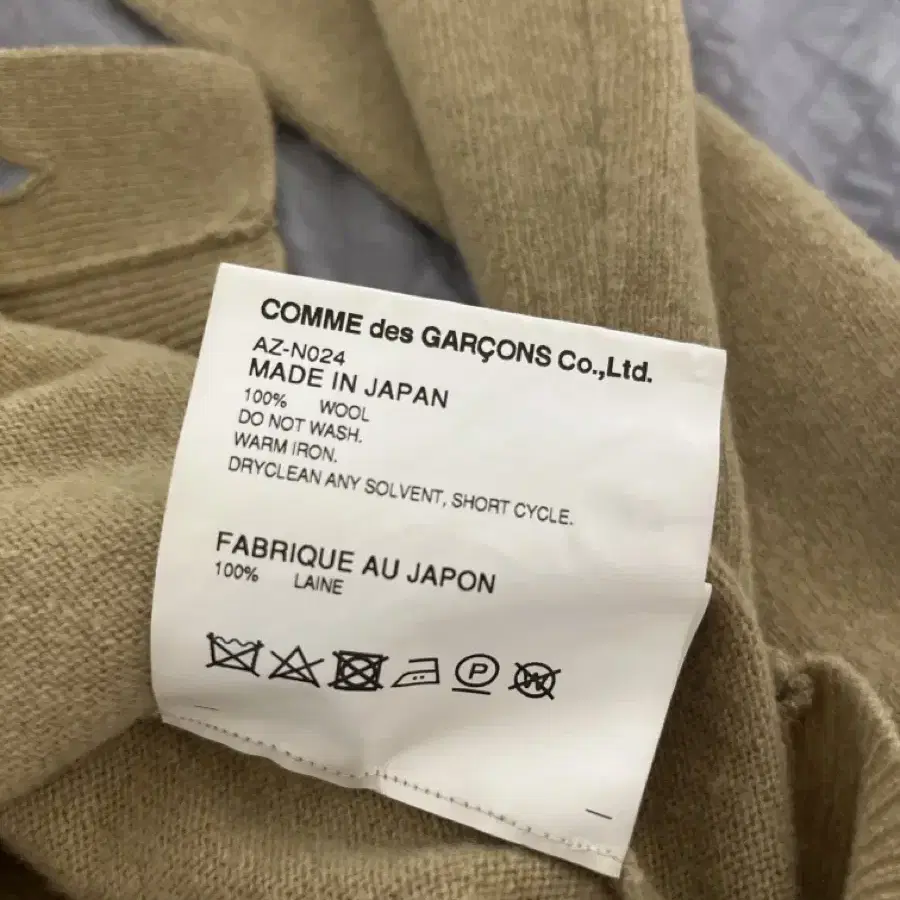 COMME des GARÇONS Co.,Ltd.
AZ-N024
MADE IN JAPAN
100% WOOL
DO NOT WASH.
WARM IRON.
DRYCLEAN ANY SOLVENT, SHORT CYCLE.
FABRIQUE AU JAPON
100% LAINE
P W